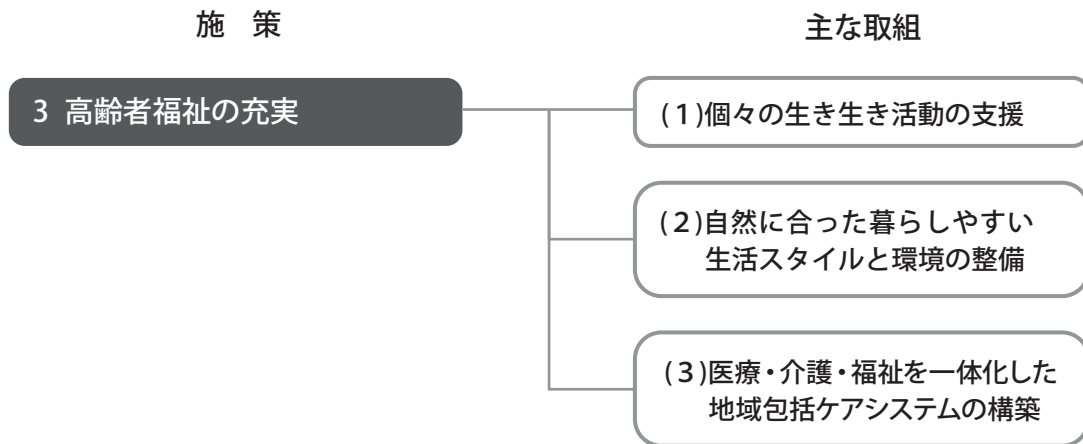 施　策
主な取組
3 高齢者福祉の充実
(1)個々の生き生き活動の支援
(2)自然に合った暮らしやすい
生活スタイルと環境の整備
(3)医療・介護・福祉を一体化した
地域包括ケアシステムの構築